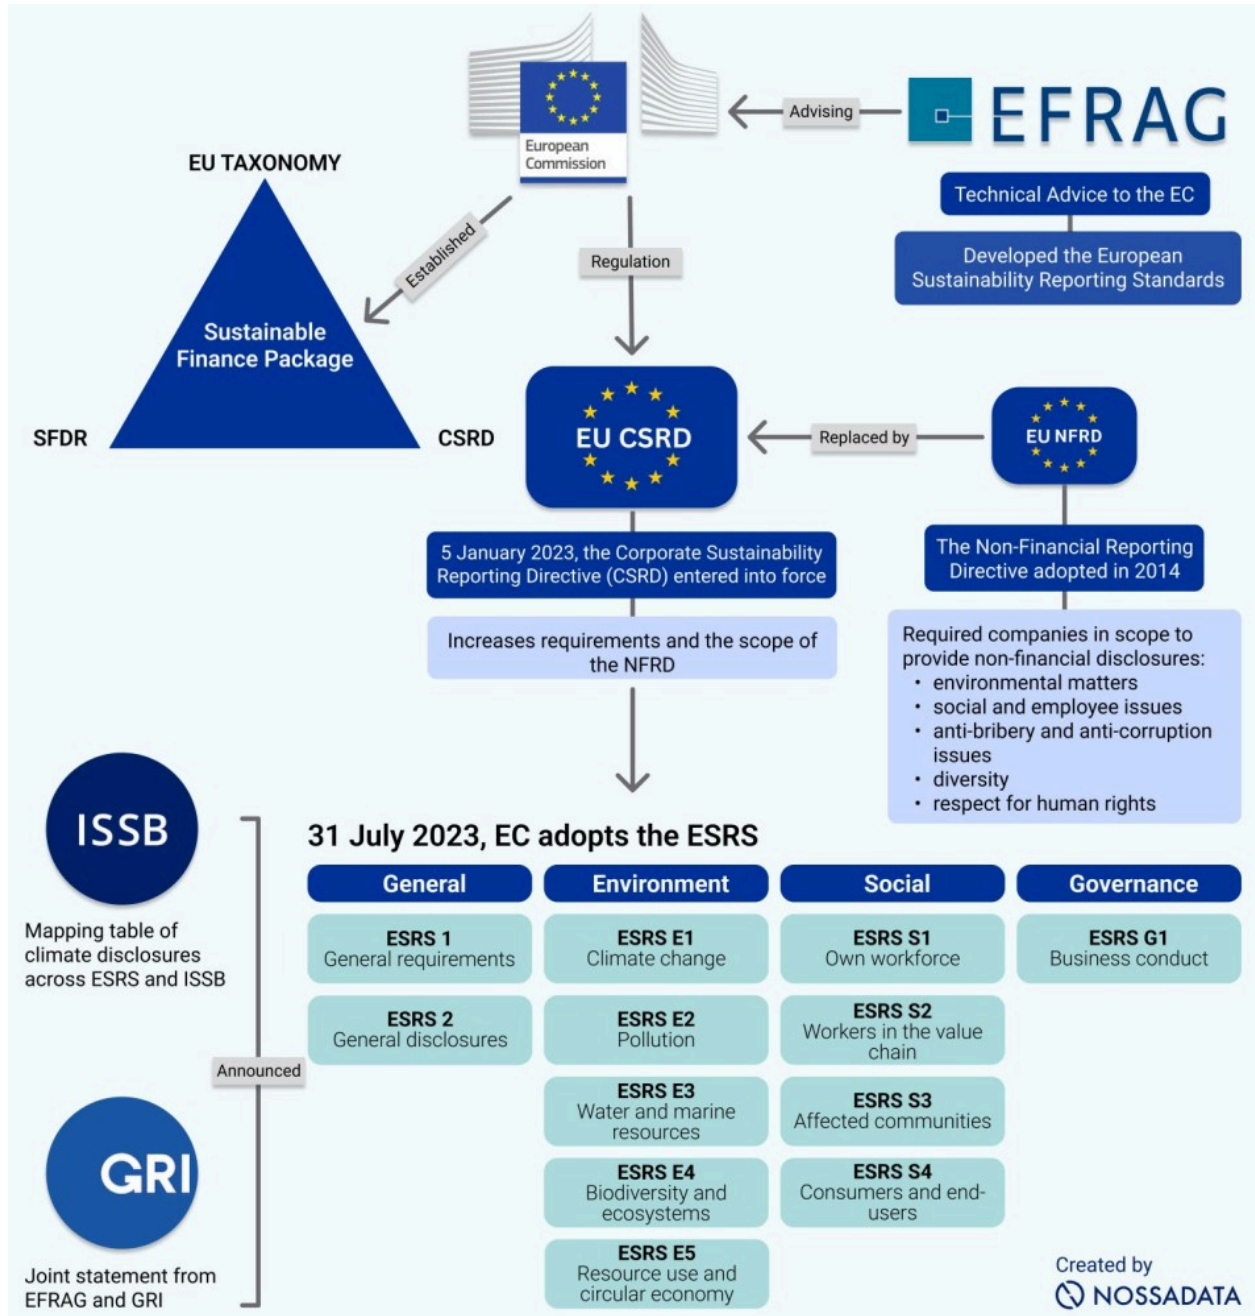 European
Commission
Advising
EFRAG
EU TAXONOMY
Established
Regulation
Technical Advice to the EC
Developed the European
Sustainability Reporting Standards
Sustainable
Finance Package
SFDR
CSRD
EU CSRD
Replaced by
EU NFRD
5 January 2023, the Corporate Sustainability
Reporting Directive (CSRD) entered into force
Increases requirements and the scope of
the NFRD
The Non-Financial Reporting
Directive adopted in 2014
Required companies in scope to
provide non-financial disclosures:
• environmental matters
• social and employee issues
• anti-bribery and anti-corruption
issues
• diversity
• respect for human rights
ISSB
Mapping table of
climate disclosures
across ESRS and ISSB
Announced
GRI
Joint statement from
EFRAG and GRI
31 July 2023, EC adopts the ESRS
General
ESRS 1
General requirements
ESRS 2
General disclosures
Environment
ESRS E1
Climate change
ESRS E2
Pollution
ESRS E3
Water and marine
resources
ESRS E4
Biodiversity and
ecosystems
ESRS E5
Resource use and
circular economy
Social
ESRS S1
Own workforce
ESRS S2
Workers in the value
chain
ESRS S3
Affected communities
ESRS S4
Consumers and end-
users
Governance
ESRS G1
Business conduct
Created by
NOSSADATA